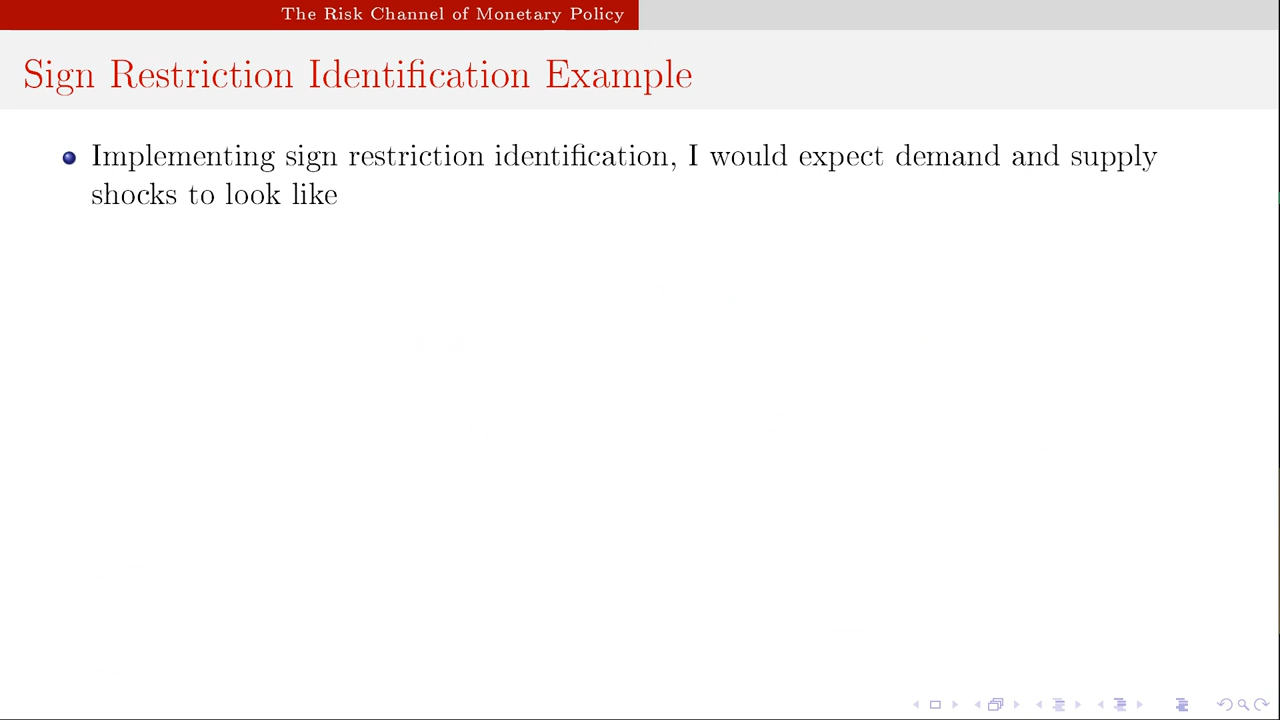 The Risk Channel of Monetary Policy
Sign Restriction Identification Example
Implementing sign restriction identification, I would expect demand and supply
shocks to look like